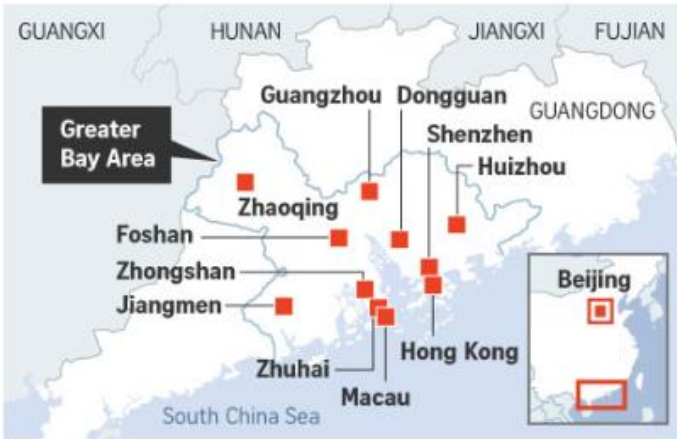 GUANGXI
HUNAN
JIANGXI
FUJIAN
Guangzhou
Dongguan
GUANGDONG
Shenzhen
Greater
Bay Area
Huizhou
Zhaoqing
Foshan
Zhongshan
Jiangmen
Beijing
Hong Kong
Zhuhai
Macau
South China Sea